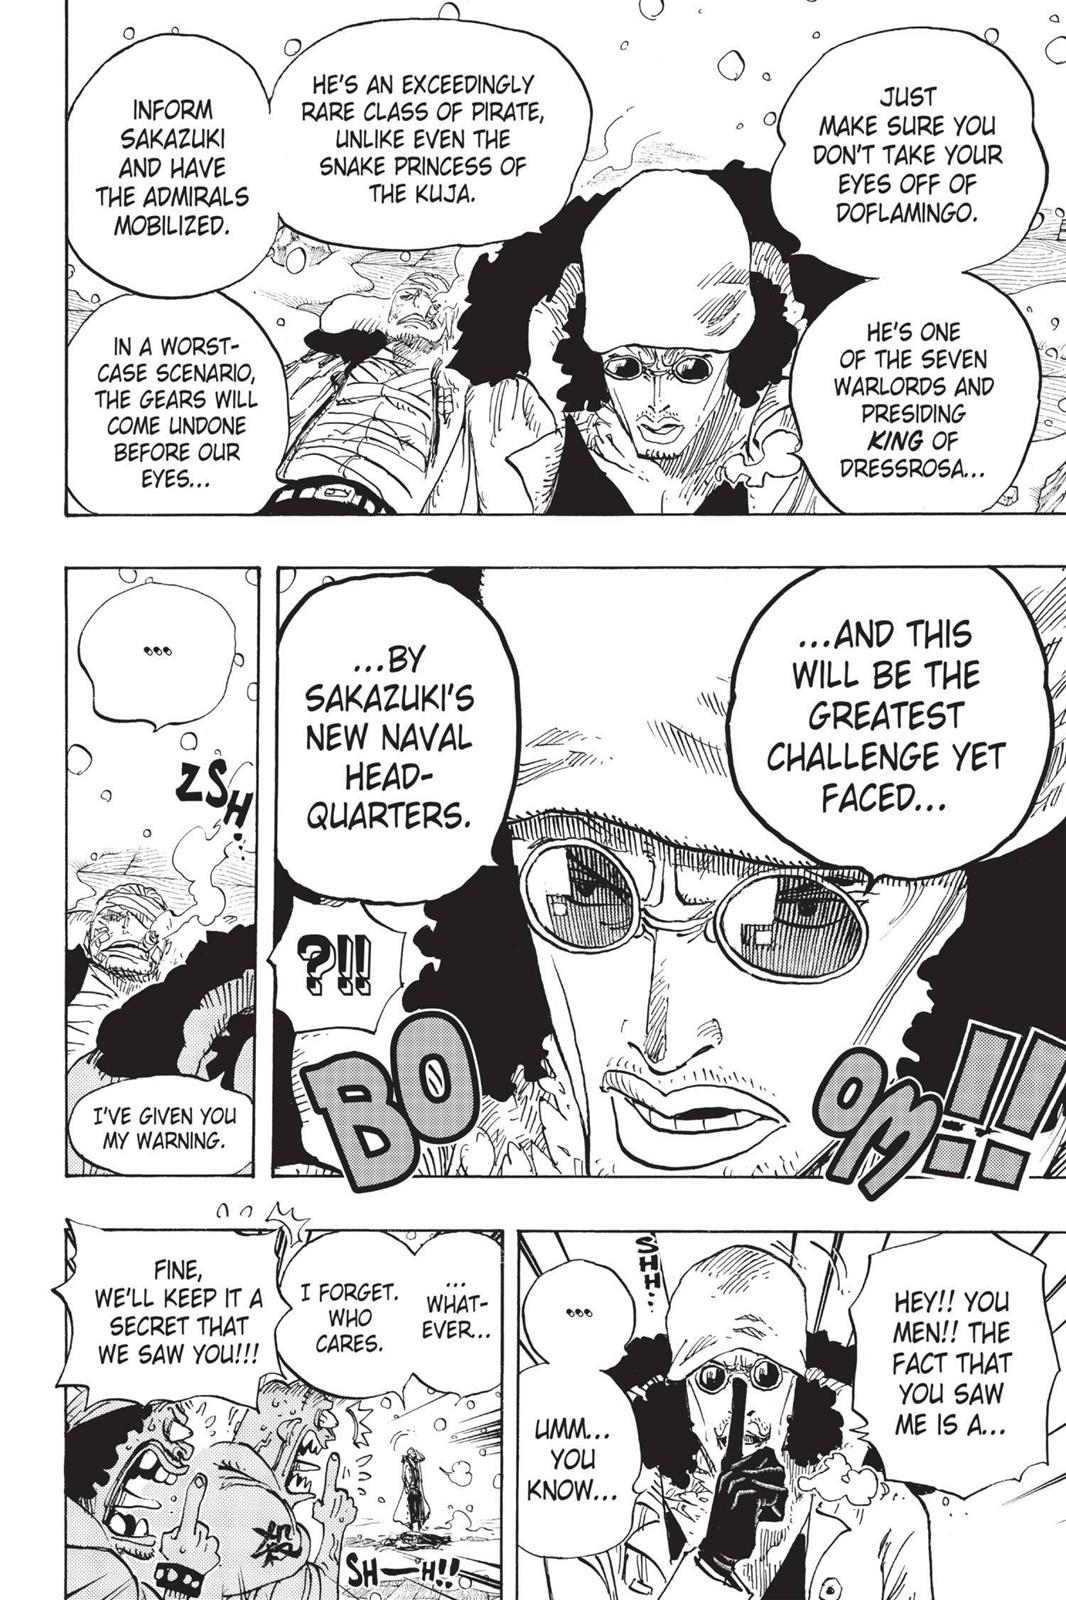 JUST
MAKE SURE YOU
DON'T TAKE YOUR
EYES OFF OF
DOFLAMINGO.
HE'S ONE
OF THE SEVEN
WARLORDS AND
PRESIDING
KING OF
DRESSROSA...
HE'S AN EXCEEDINGLY
RARE CLASS OF PIRATE,
UNLIKE EVEN THE
SNAKE PRINCESS OF
THE KUJA.
INFORM
SAKAZUKI
AND HAVE
THE ADMIRALS
MOBILIZED.
IN A WORST-
CASE SCENARIO,
THE GEARS WILL
COME UNDONE
BEFORE OUR
EYES...
...AND THIS
WILL BE THE
GREATEST
CHALLENGE YET
FACED...
...BY
SAKAZUKI'S
NEW NAVAL
HEAD-
QUARTERS.
?!!
BOOM!!
...
ZSH.
I'VE GIVEN YOU
MY WARNING.
HEY!! YOU
MEN!! THE
FACT THAT
YOU SAW
ME IS A...
SHH...
...
UMM...
YOU
KNOW...
...
WHAT-
EVER...
I FORGET.
WHO
CARES.
FINE,
WE'LL KEEP IT A
SECRET THAT
WE SAW YOU!!!
SH—H!!